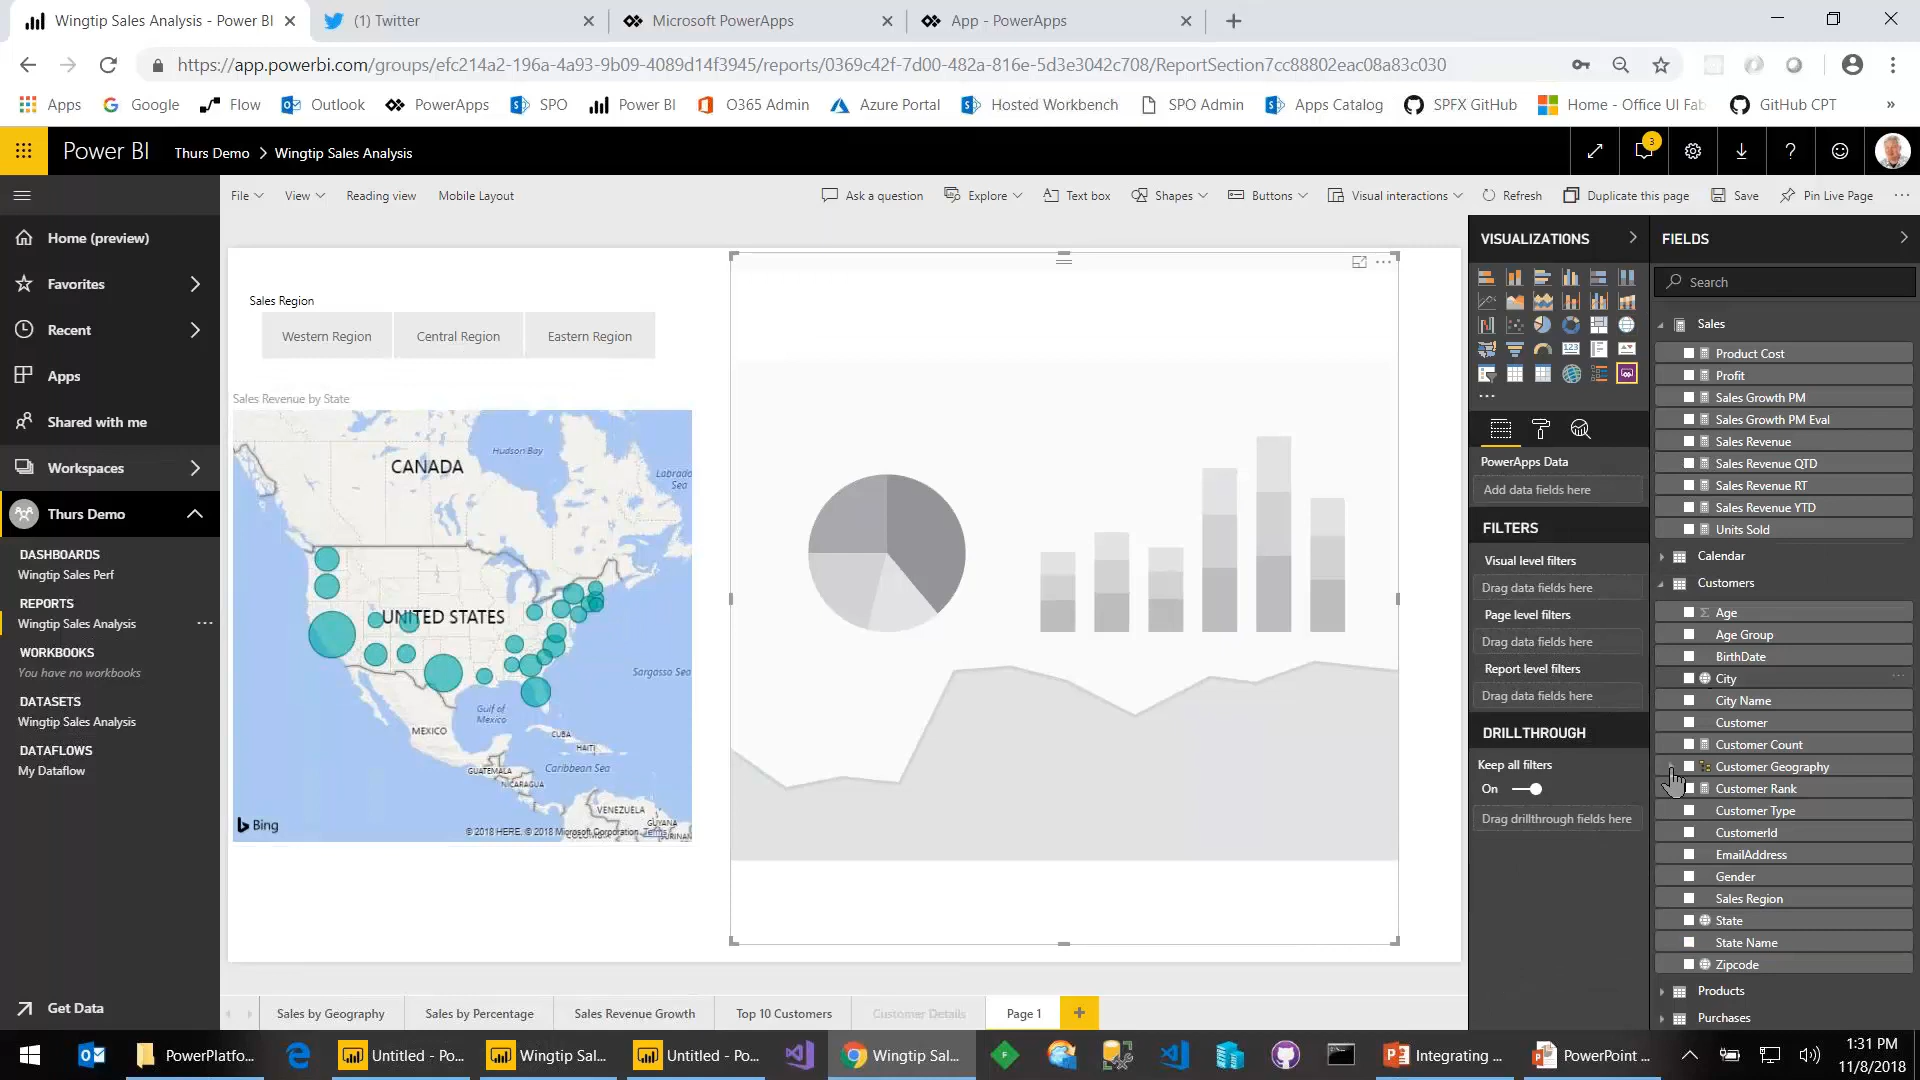 Wingtip Sales Analysis - Power BI
(1) Twitter
Microsoft PowerApps
App - PowerApps
https://app.powerbi.com/groups/efc214a2-196a-4a93-9b09-4089d14f3945/reports/0369c42f-7d00-482a-816e-5d3e3042c708/ReportSection7cc88802eac08a83c030
Apps
Google
Flow
Outlook
PowerApps
SPO
Power BI
O365 Admin
Azure Portal
Hosted Workbench
SPO Admin
Apps Catalog
SPFX GitHub
Home - Office UI Fab
GitHub CPT
»
Power BI
Thurs Demo > Wingtip Sales Analysis
3
File
View
Reading view
Mobile Layout
Ask a question
Explore
Text box
Shapes
Buttons
Visual interactions
Refresh
Duplicate this page
Save
Pin Live Page
Home (preview)
Favorites
Recent
Apps
Shared with me
Workspaces
Thurs Demo
DASHBOARDS
Wingtip Sales Perf
REPORTS
Wingtip Sales Analysis
WORKBOOKS
You have no workbooks
DATASETS
Wingtip Sales Analysis
DATAFLOWS
My Dataflow
Get Data
Sales Region
Western Region
Central Region
Eastern Region
Sales Revenue by State
CANADA
Hudson Bay
Labrador
Sea
UNITED STATES
Sargasso Sea
Gulf of
Mexico
MEXICO
CUBA
HAITI
Caribbean Sea
GUATEMALA
NICARAGUA
VENEZUELA
GUYANA
SURINAM
Bing
© 2018 HERE. © 2018 Microsoft Corporation Terms
Sales by Geography
Sales by Percentage
Sales Revenue Growth
Top 10 Customers
Customer Details
Page 1
+
VISUALIZATIONS
123
PowerApps Data
Add data fields here
FILTERS
Visual level filters
Drag data fields here
Page level filters
Drag data fields here
Report level filters
Drag data fields here
DRILLTHROUGH
Keep all filters
On
Drag drillthrough fields here
FIELDS
Search
Sales
Product Cost
Profit
Sales Growth PM
Sales Growth PM Eval
Sales Revenue
Sales Revenue QTD
Sales Revenue RT
Sales Revenue YTD
Units Sold
Calendar
Customers
Age
Age Group
BirthDate
City
City Name
Customer
Customer Count
Customer Geography
Customer Rank
Customer Type
CustomerId
EmailAddress
Gender
Sales Region
State
State Name
Zipcode
Products
Purchases
PowerPlatfo...
Untitled - Po...
Wingtip Sal...
Untitled - Po...
Wingtip Sal...
Integrating ...
PowerPoint ...
1:31 PM
11/8/2018